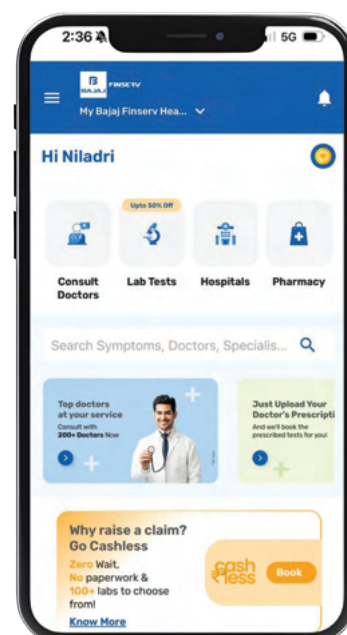 2:36
5G
B
BAJAJ
FINSERV
My Bajaj Finserv Hea...
Hi Niladri
Upto 50% Off
Consult
Doctors
Lab Tests
Hospitals
Pharmacy
Search Symptoms, Doctors, Specialis...
Top doctors
at your service
Consult with
200+ Doctors Now
Just Upload Your
Doctor's Prescripti
And we'll book the
prescribed tests for you!
Why raise a claim?
Go Cashless
Zero Wait,
No paperwork &
100+ labs to choose
from!
Know More
cash
less
Book